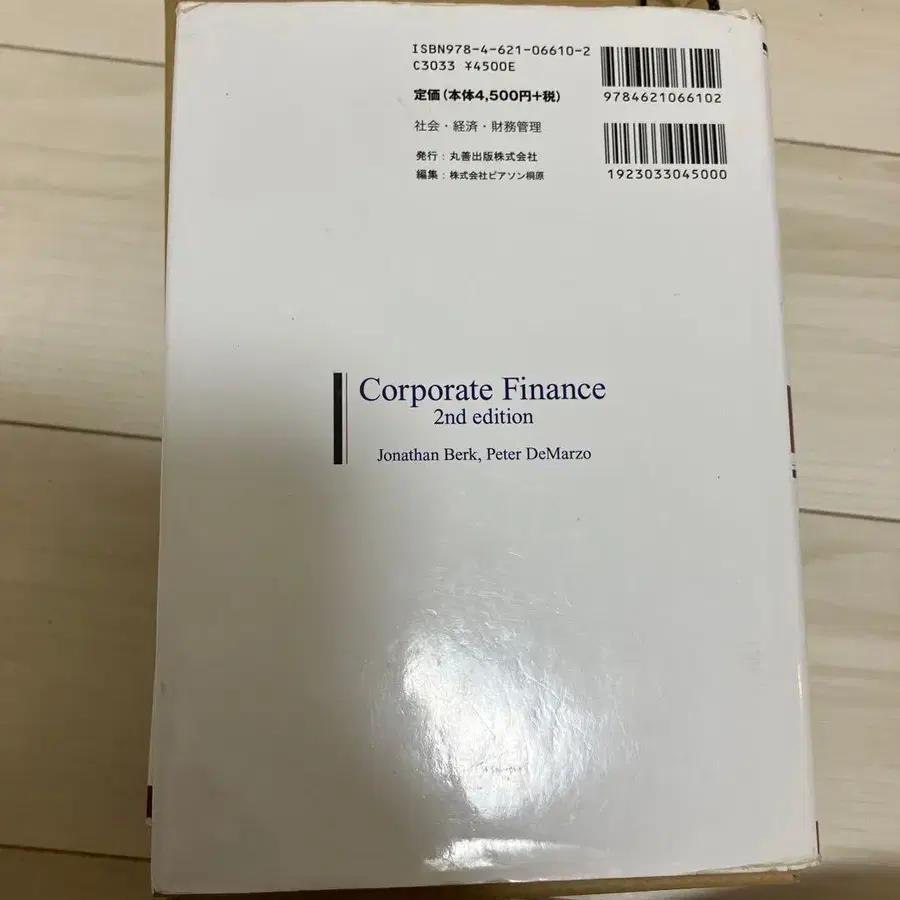 ISBN978-4-621-06610-2
C3033 ¥4500E
定価(本体4,500円+税)
社会・経済・財務管理
発行：丸善出版株式会社
編集：株式会社ピアソン桐原
9784621066102
1923033045000
Corporate Finance
2nd edition
Jonathan Berk, Peter DeMarzo